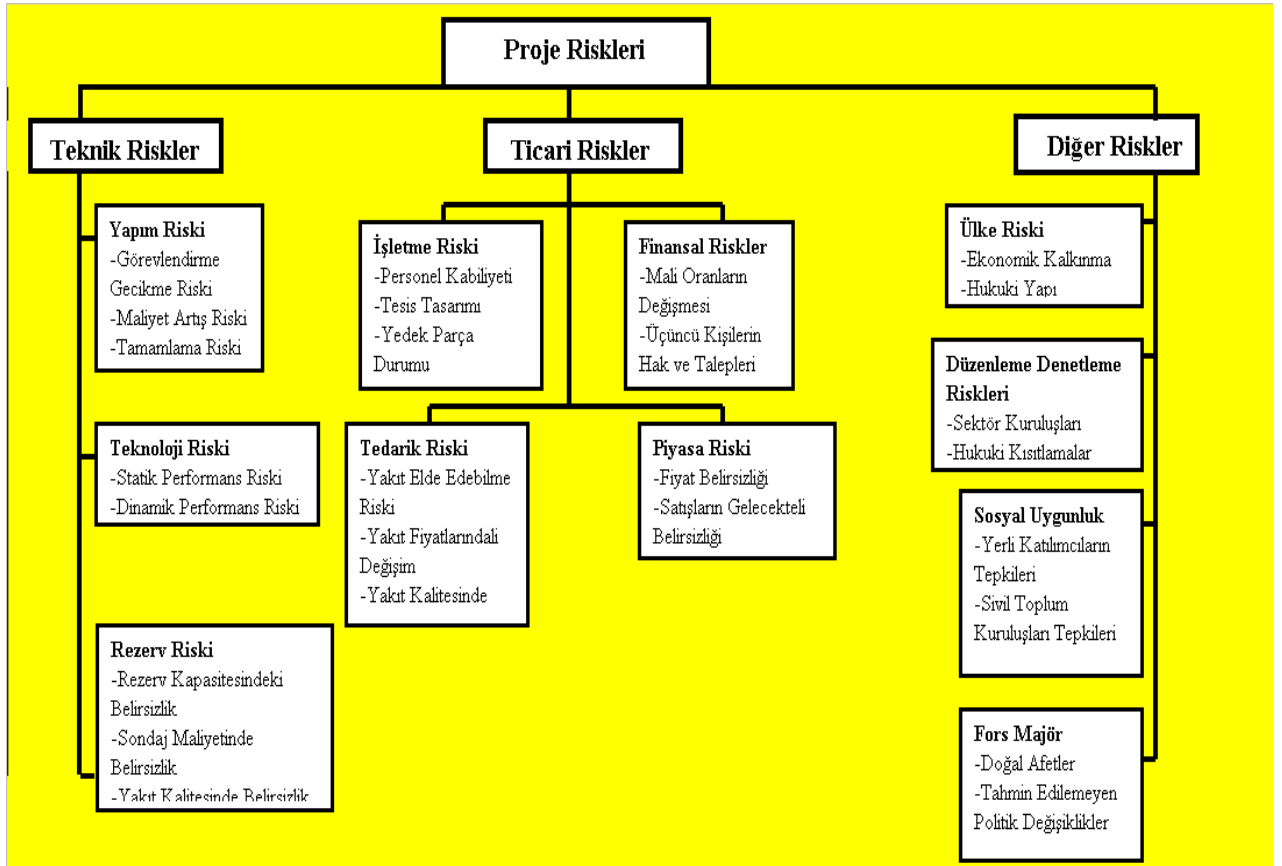 Proje Riskleri
Teknik Riskler
Yapım Riski
-Görevlendirme
Gecikme Riski
-Maliyet Artış Riski
-Tamamlama Riski
Teknoloji Riski
-Statik Performans Riski
-Dinamik Performans Riski
Rezerv Riski
-Rezerv Kapasitesindeki
Belirsizlik
-Sondaj Maliyetinde
Belirsizlik
-Yakıt Kalitesinde Belirsizlik
Ticari Riskler
İşletme Riski
-Personel Kabiliyeti
-Tesis Tasarımı
-Yedek Parça
Durumu
Finansal Riskler
-Mali Oranların
Değişmesi
-Üçüncü Kişilerin
Hak ve Talepleri
Tedarik Riski
-Yakıt Elde Edebilme
Riski
-Yakıt Fiyatlarındali
Değişim
-Yakıt Kalitesinde
Piyasa Riski
-Fiyat Belirsizliği
-Satışların Gelecekteli
Belirsizliği
Diğer Riskler
Ülke Riski
-Ekonomik Kalkınma
-Hukuki Yapı
Düzenleme Denetleme
Riskleri
-Sektör Kuruluşları
-Hukuki Kısıtlamalar
Sosyal Uygunluk
-Yerli Katılımcıların
Tepkileri
-Sivil Toplum
Kuruluşları Tepkileri
Fors Majör
-Doğal Afetler
-Tahmin Edilemeyen
Politik Değişiklikler